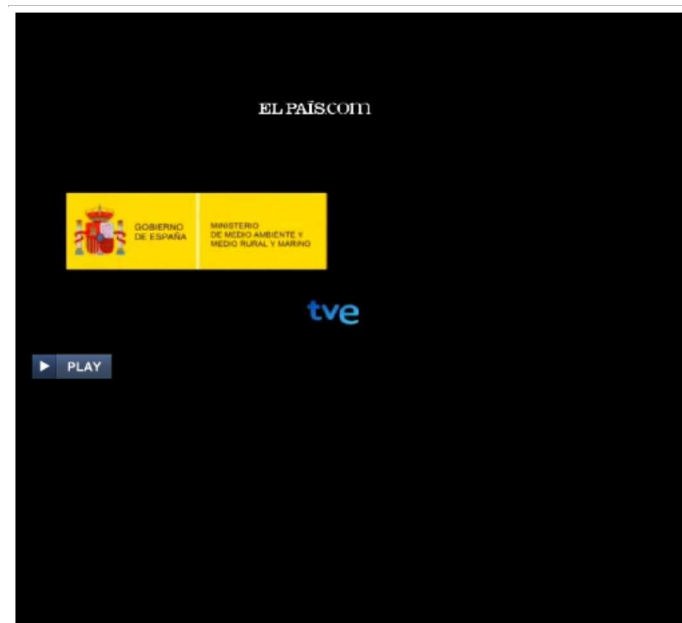 EL PAÍS.COM
GOBIERNO
DE ESPAÑA
MINISTERIO
DE MEDIO AMBIENTE Y
MEDIO RURAL Y MARINO
tve
PLAY